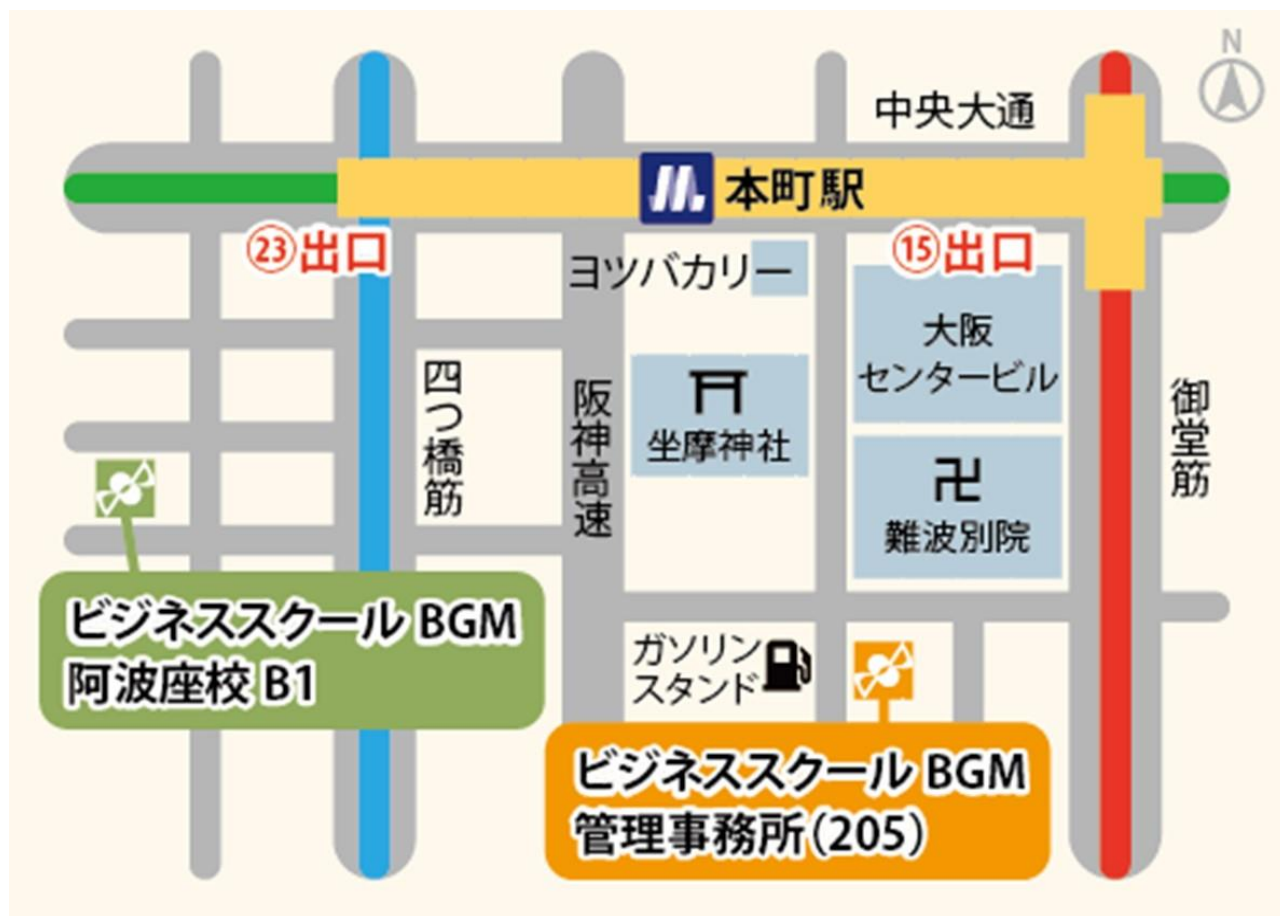 N
中央大通
本町駅
㉓出口
⑮出口
ヨツバカリー
大阪
センタービル
四つ橋筋
阪神高速
坐摩神社
御堂筋
難波別院
ビジネススクール BGM
阿波座校 B1
ガソリン
スタンド
ビジネススクール BGM
管理事務所(205)